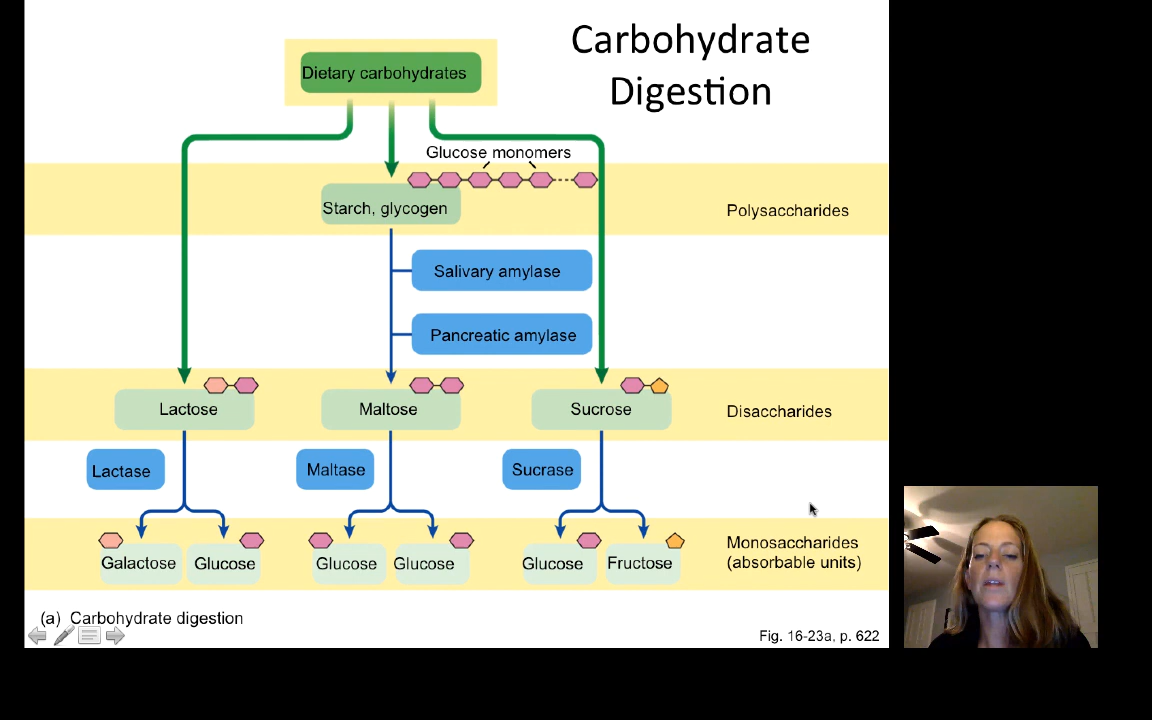 Carbohydrate
Digestion
Dietary carbohydrates
Glucose monomers
Starch, glycogen
Polysaccharides
Salivary amylase
Pancreatic amylase
Lactose
Maltose
Sucrose
Disaccharides
Lactase
Maltase
Sucrase
Galactose
Glucose
Glucose
Glucose
Glucose
Fructose
Monosaccharides
(absorbable units)
(a) Carbohydrate digestion
Fig. 16-23a, p. 622